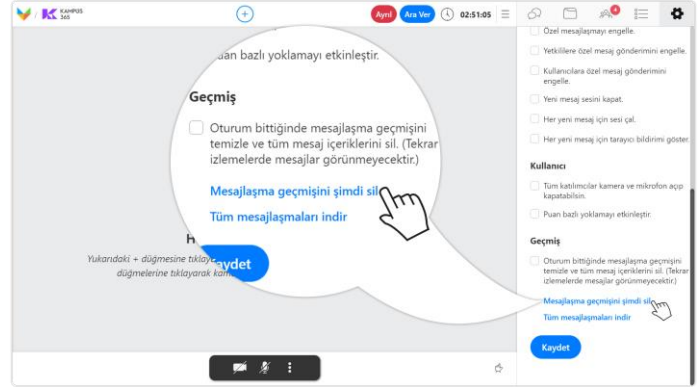 KAMPÜS
365
Ayrıl
Ara Ver
02:51:05
4
uan bazlı yoklamayı etkinleştir.
Geçmiş
Oturum bittiğinde mesajlaşma geçmişini
temizle ve tüm mesaj içeriklerini sil. (Tekrar
izlemelerde mesajlar görünmeyecektir.)
Mesajlaşma geçmişini şimdi sil
Tüm mesajlaşmaları indir
H
Yukarıdaki + düğmesine tıklay
düğmelerine tıklayarak kam
aydet
Özel mesajlaşmayı engelle.
Yetkililere özel mesaj gönderimini
engelle.
Kullanıcılara özel mesaj gönderimini
engelle.
Yeni mesaj sesini kapat.
Her yeni mesaj için sesi çal.
Her yeni mesaj için tarayıcı bildirimi göster.
Kullanıcı
Tüm katılımcılar kamera ve mikrofon açıp
kapatabilsin.
Puan bazlı yoklamayı etkinleştir.
Geçmiş
Oturum bittiğinde mesajlaşma geçmişini
temizle ve tüm mesaj içeriklerini sil. (Tekrar
izlemelerde mesajlar görünmeyecektir.)
Mesajlaşma geçmişini şimdi sil
Tüm mesajlaşmaları indir
Kaydet